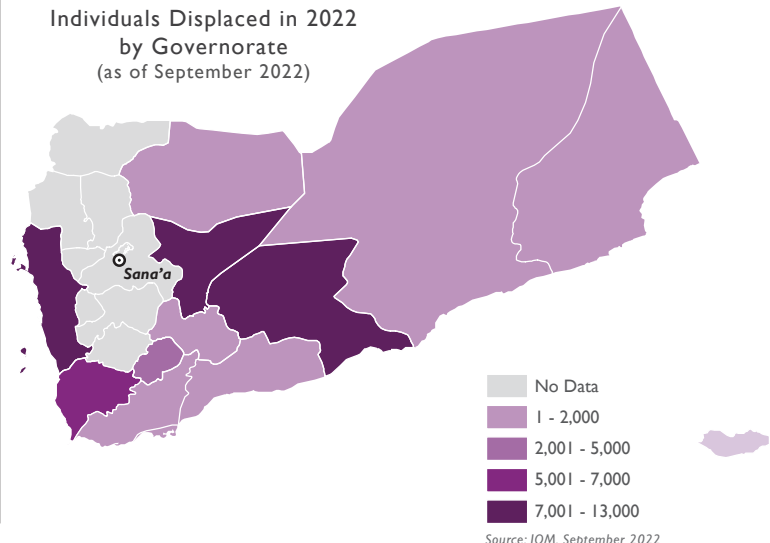 Individuals Displaced in 2022
by Governorate
(as of September 2022)
Sana'a
No Data
1 - 2,000
2,001 - 5,000
5,001 - 7,000
7,001 - 13,000
Source: IOM, September 2022